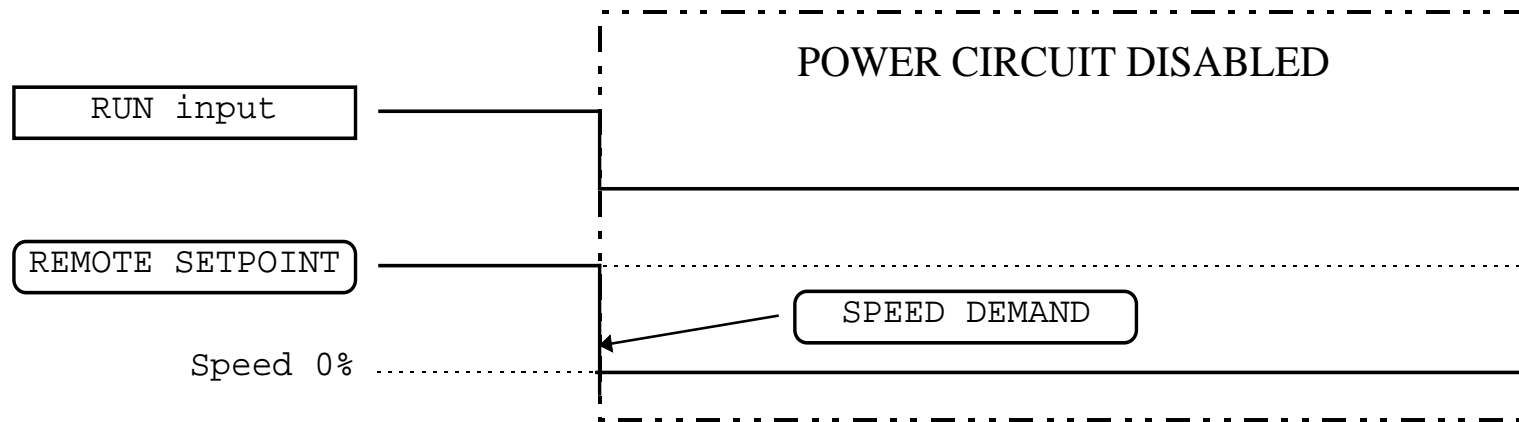 POWER CIRCUIT DISABLED
RUN input
REMOTE SETPOINT
SPEED DEMAND
Speed 0%